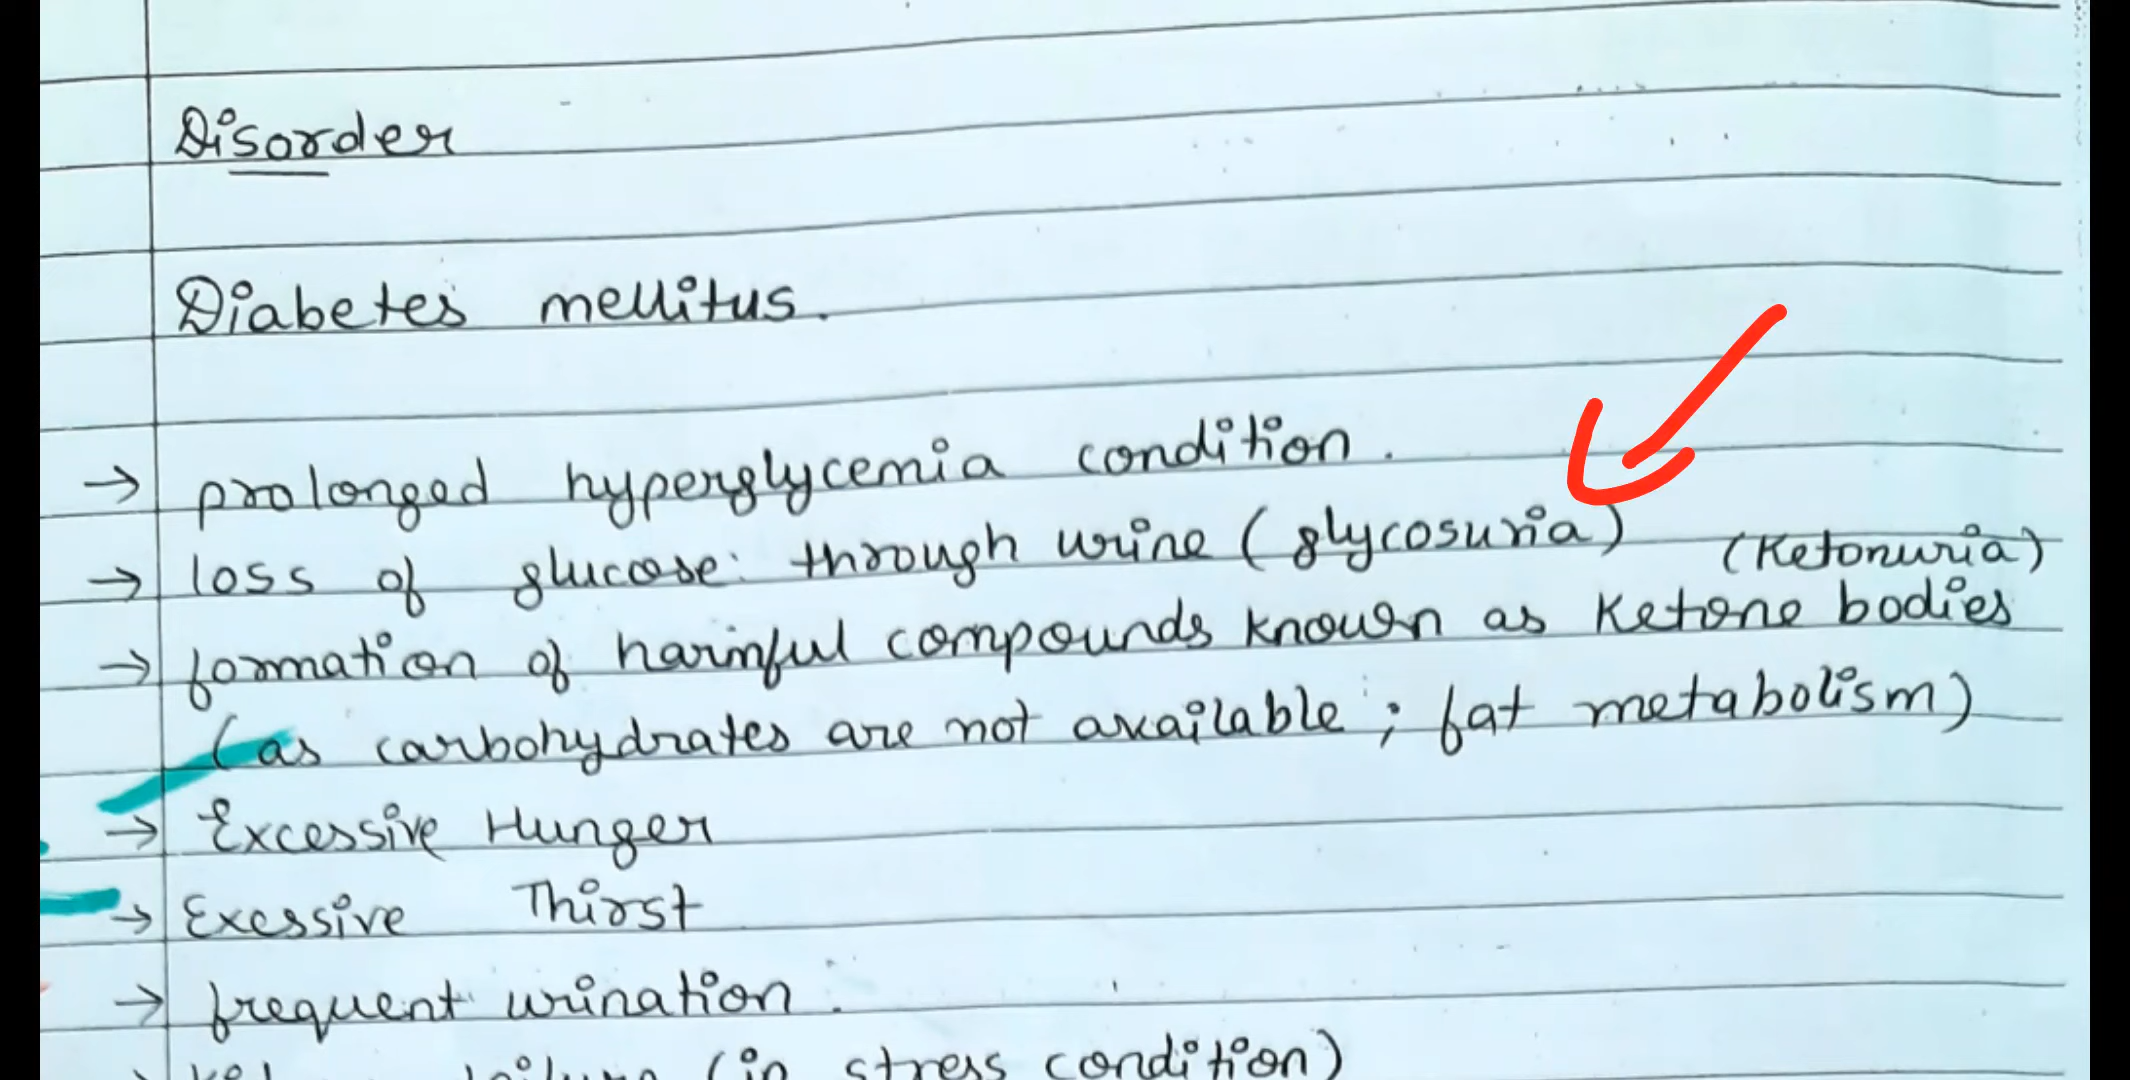 Disorder
Diabetes mellitus.
→ prolonged hyperglycemia condition.
→ loss of glucose through urine (glycosuria) (Ketonuria)
→ formation of harmful compounds known as Ketone bodies
(as carbohydrates are not available ; fat metabolism)
→ Excessive Hunger
→ Excessive Thirst
→ frequent urination.
(in stress condition)